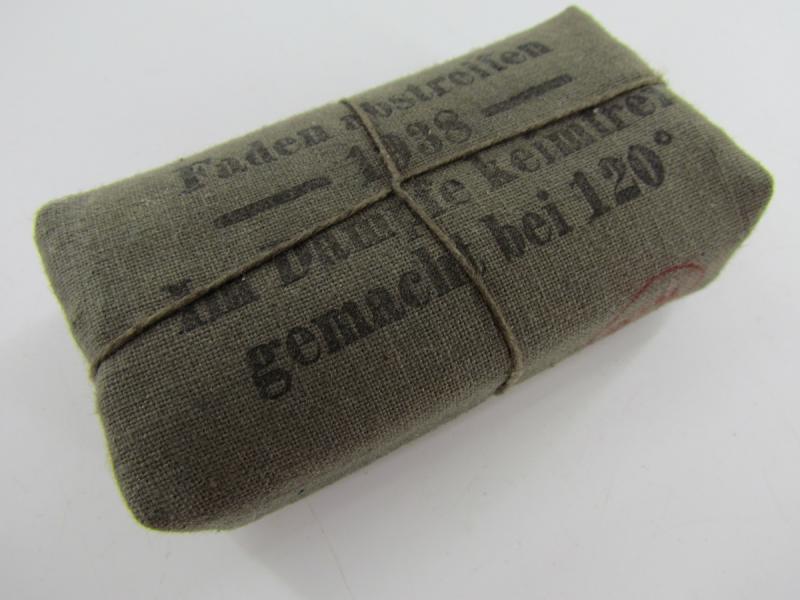 Faden abstreifen
— 1938 —
Im Dampfe keimfrei
gemacht bei 120°